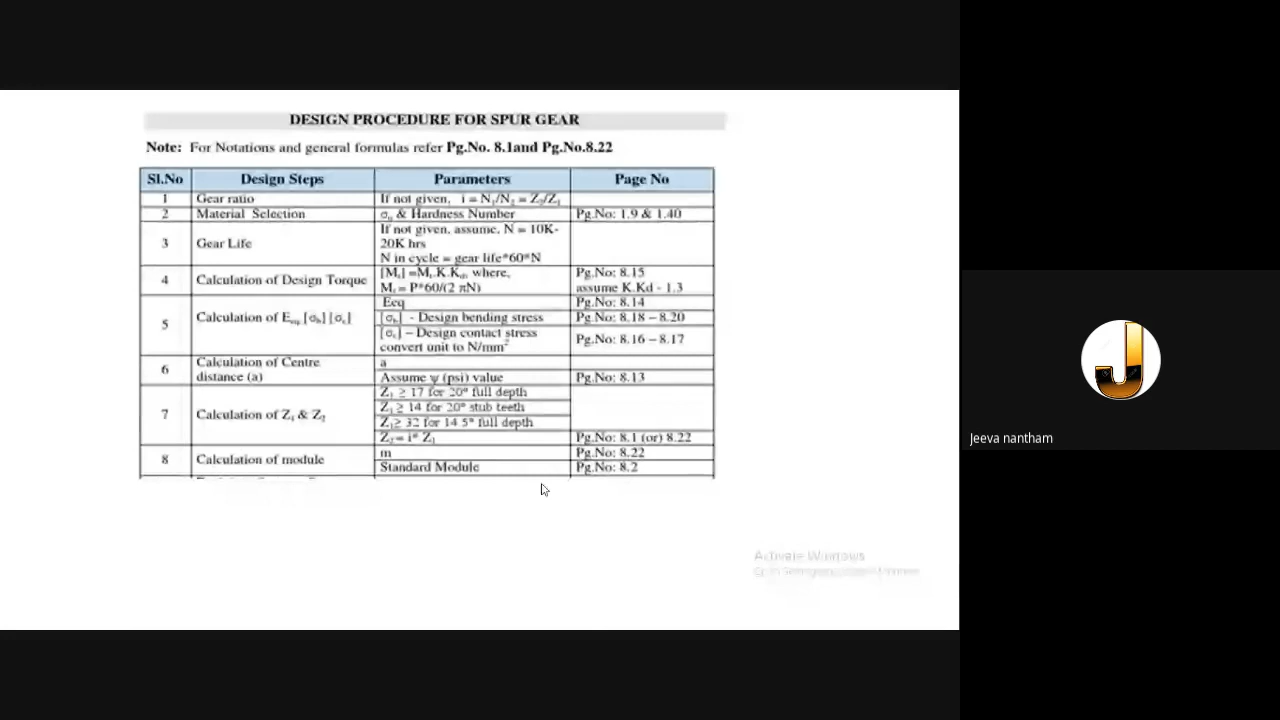 DESIGN PROCEDURE FOR SPUR GEAR
Note: For Notations and general formulas refer Pg.No. 8.1and Pg.No.8.22
Sl.No Design Steps Parameters Page No
1 Gear ratio If not given, i = N₁/N₂ = Z₂/Z₁
2 Material Selection σᵤ & Hardness Number Pg.No: 1.9 & 1.40
3 Gear Life If not given, assume, N = 10K-
20K hrs
N in cycle = gear life*60*N
4 Calculation of Design Torque [Mₜ] =Mₜ.K.K_d, where, Pg.No: 8.15
Mₜ = P*60/(2 πN) assume K.Kd - 1.3
5 Calculation of E_eq, [σ_b] [σ_c] Eeq Pg.No: 8.14
[σ_b] - Design bending stress Pg.No: 8.18 – 8.20
[σ_c] – Design contact stress
convert unit to N/mm² Pg.No: 8.16 – 8.17
6 Calculation of Centre
distance (a) a
Assume ψ (psi) value Pg.No: 8.13
7 Calculation of Z₁ & Z₂ Z₁ ≥ 17 for 20° full depth
Z₁ ≥ 14 for 20° stub teeth
Z₁≥ 32 for 14.5° full depth
Z₂= i* Z₁ Pg.No: 8.1 (or) 8.22
8 Calculation of module m Pg.No: 8.22
Standard Module Pg.No: 8.2
Activate Windows
Jeeva nantham